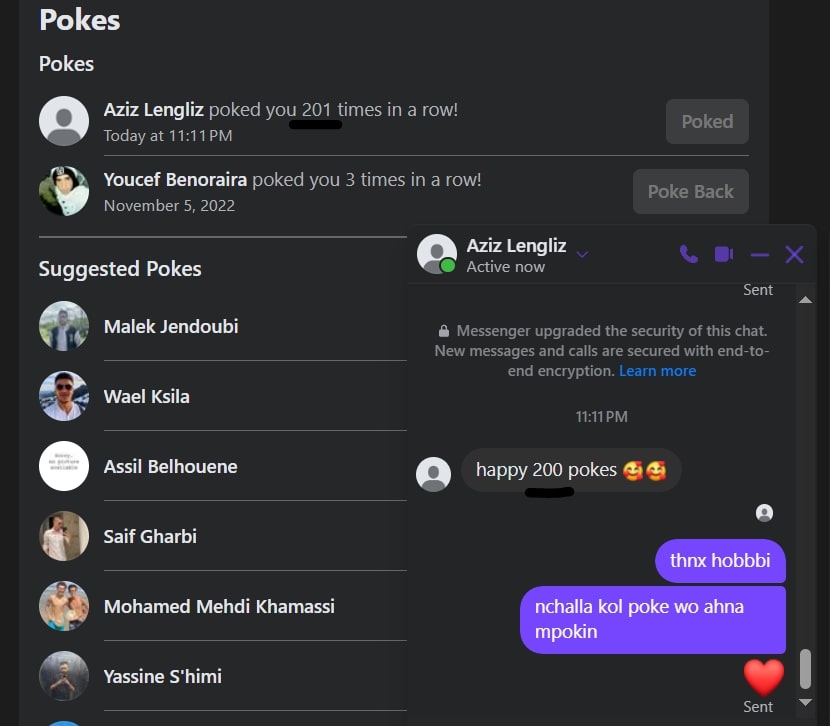 Pokes
Pokes
Aziz Lengliz poked you 201 times in a row!
Today at 11:11 PM
Poked
Youcef Benoraira poked you 3 times in a row!
November 5, 2022
Poke Back
Suggested Pokes
Malek Jendoubi
Wael Ksila
Assil Belhouene
Saif Gharbi
Mohamed Mehdi Khamassi
Yassine S'himi
Aziz Lengliz
Active now
Sent
Messenger upgraded the security of this chat.
New messages and calls are secured with end-to-
end encryption. Learn more
11:11 PM
happy 200 pokes 🥰🥰
thnx hobbbi
nchalla kol poke wo ahna
mpokin
❤️
Sent